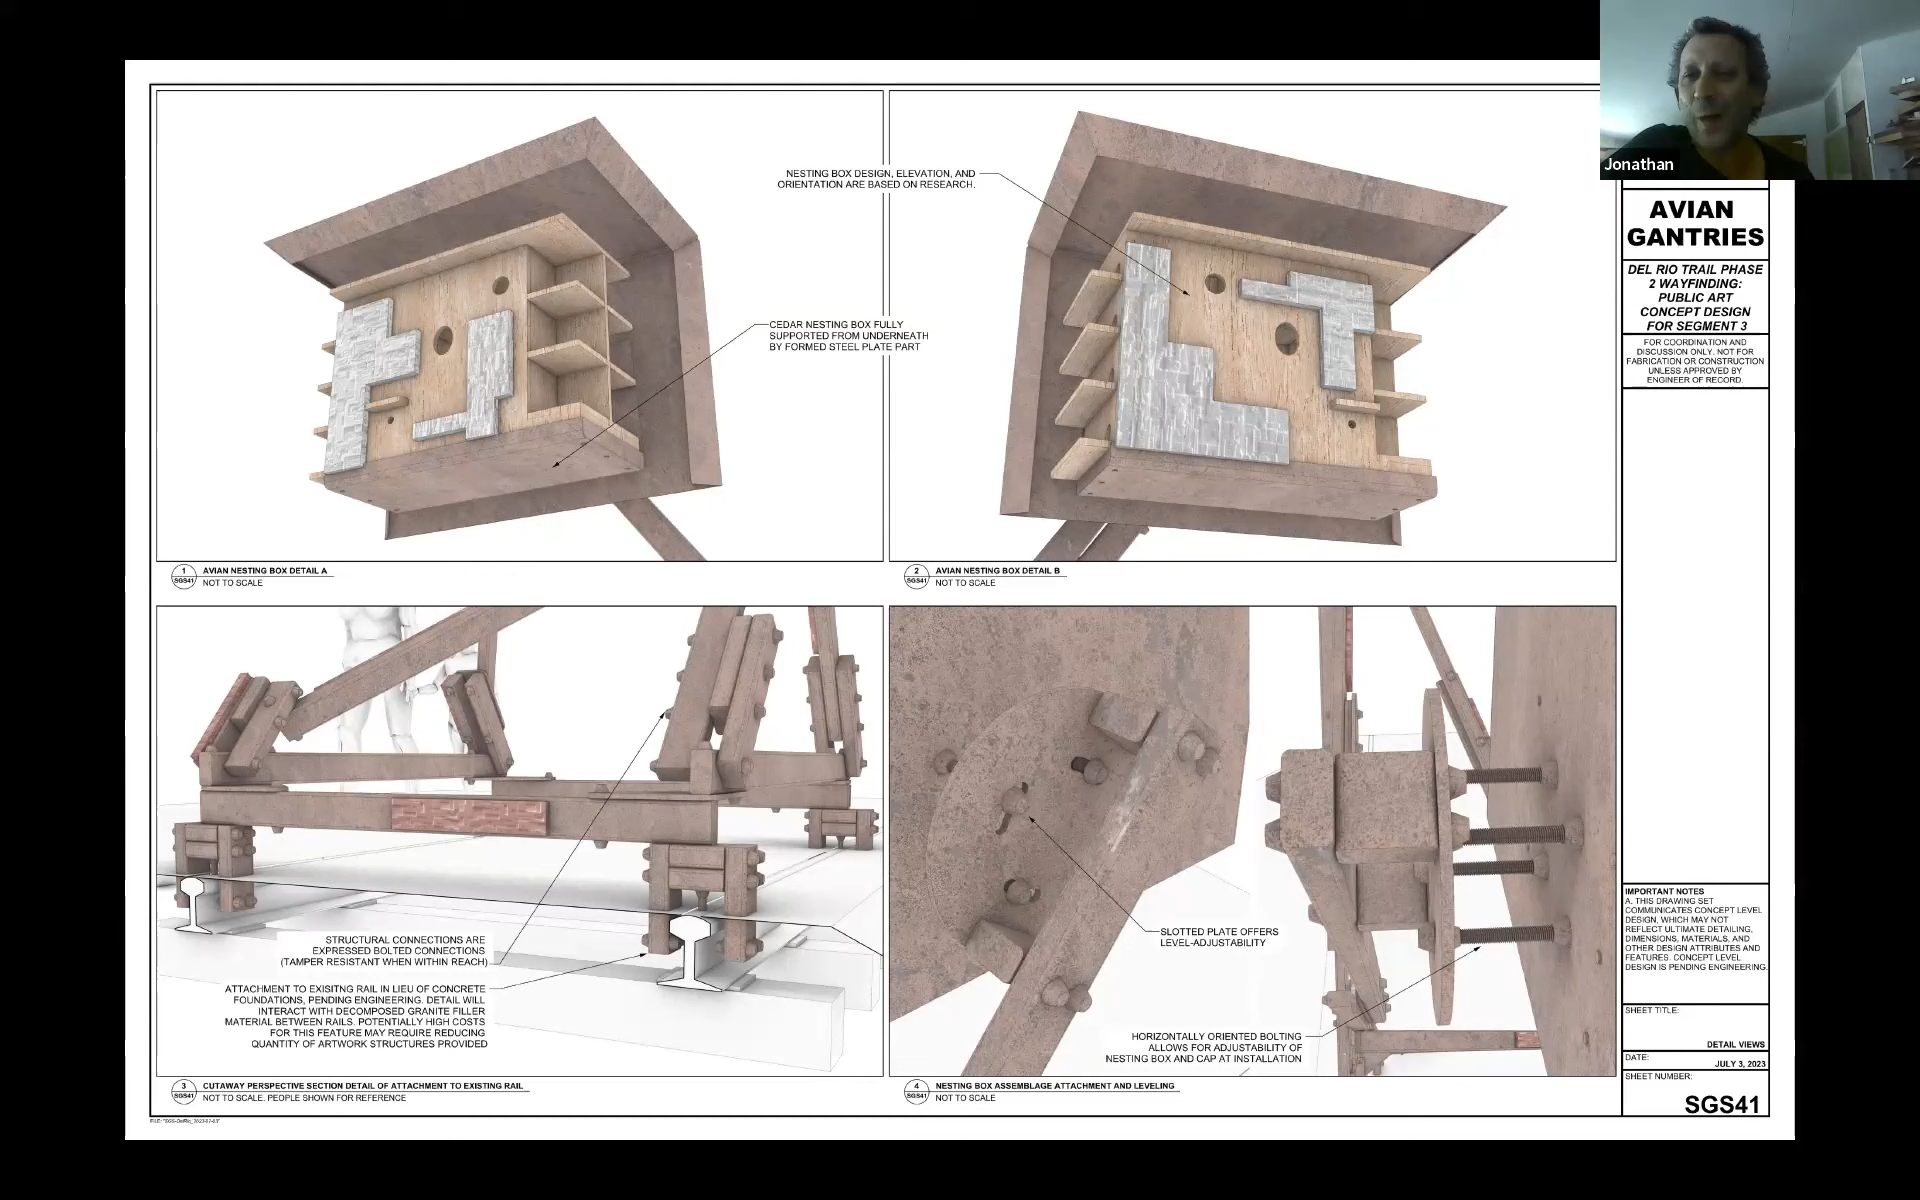 Jonathan
NESTING BOX DESIGN, ELEVATION, AND
ORIENTATION ARE BASED ON RESEARCH.
CEDAR NESTING BOX FULLY
SUPPORTED FROM UNDERNEATH
BY FORMED STEEL PLATE PART
1
SGS41
AVIAN NESTING BOX DETAIL A
NOT TO SCALE
2
SGS41
AVIAN NESTING BOX DETAIL B
NOT TO SCALE
STRUCTURAL CONNECTIONS ARE
EXPRESSED BOLTED CONNECTIONS
(TAMPER RESISTANT WHEN WITHIN REACH)
ATTACHMENT TO EXISITNG RAIL IN LIEU OF CONCRETE
FOUNDATIONS, PENDING ENGINEERING. DETAIL WILL
INTERACT WITH DECOMPOSED GRANITE FILLER
MATERIAL BETWEEN RAILS. POTENTIALLY HIGH COSTS
FOR THIS FEATURE MAY REQUIRE REDUCING
QUANTITY OF ARTWORK STRUCTURES PROVIDED
3
SGS41
CUTAWAY PERSPECTIVE SECTION DETAIL OF ATTACHMENT TO EXISTING RAIL
NOT TO SCALE. PEOPLE SHOWN FOR REFERENCE
SLOTTED PLATE OFFERS
LEVEL-ADJUSTABILITY
HORIZONTALLY ORIENTED BOLTING
ALLOWS FOR ADJUSTABILITY OF
NESTING BOX AND CAP AT INSTALLATION
4
SGS41
NESTING BOX ASSEMBLAGE ATTACHMENT AND LEVELING
NOT TO SCALE
AVIAN
GANTRIES
DEL RIO TRAIL PHASE
2 WAYFINDING:
PUBLIC ART
CONCEPT DESIGN
FOR SEGMENT 3
FOR COORDINATION AND
DISCUSSION ONLY. NOT FOR
FABRICATION OR CONSTRUCTION
UNLESS APPROVED BY
ENGINEER OF RECORD.
IMPORTANT NOTES
A. THIS DRAWING SET
COMMUNICATES CONCEPT LEVEL
DESIGN, WHICH MAY NOT
REFLECT ULTIMATE DETAILING,
DIMENSIONS, MATERIALS, AND
OTHER DESIGN ATTRIBUTES AND
FEATURES. CONCEPT LEVEL
DESIGN IS PENDING ENGINEERING.
SHEET TITLE:
DETAIL VIEWS
DATE:
JULY 3, 2023
SHEET NUMBER:
SGS41